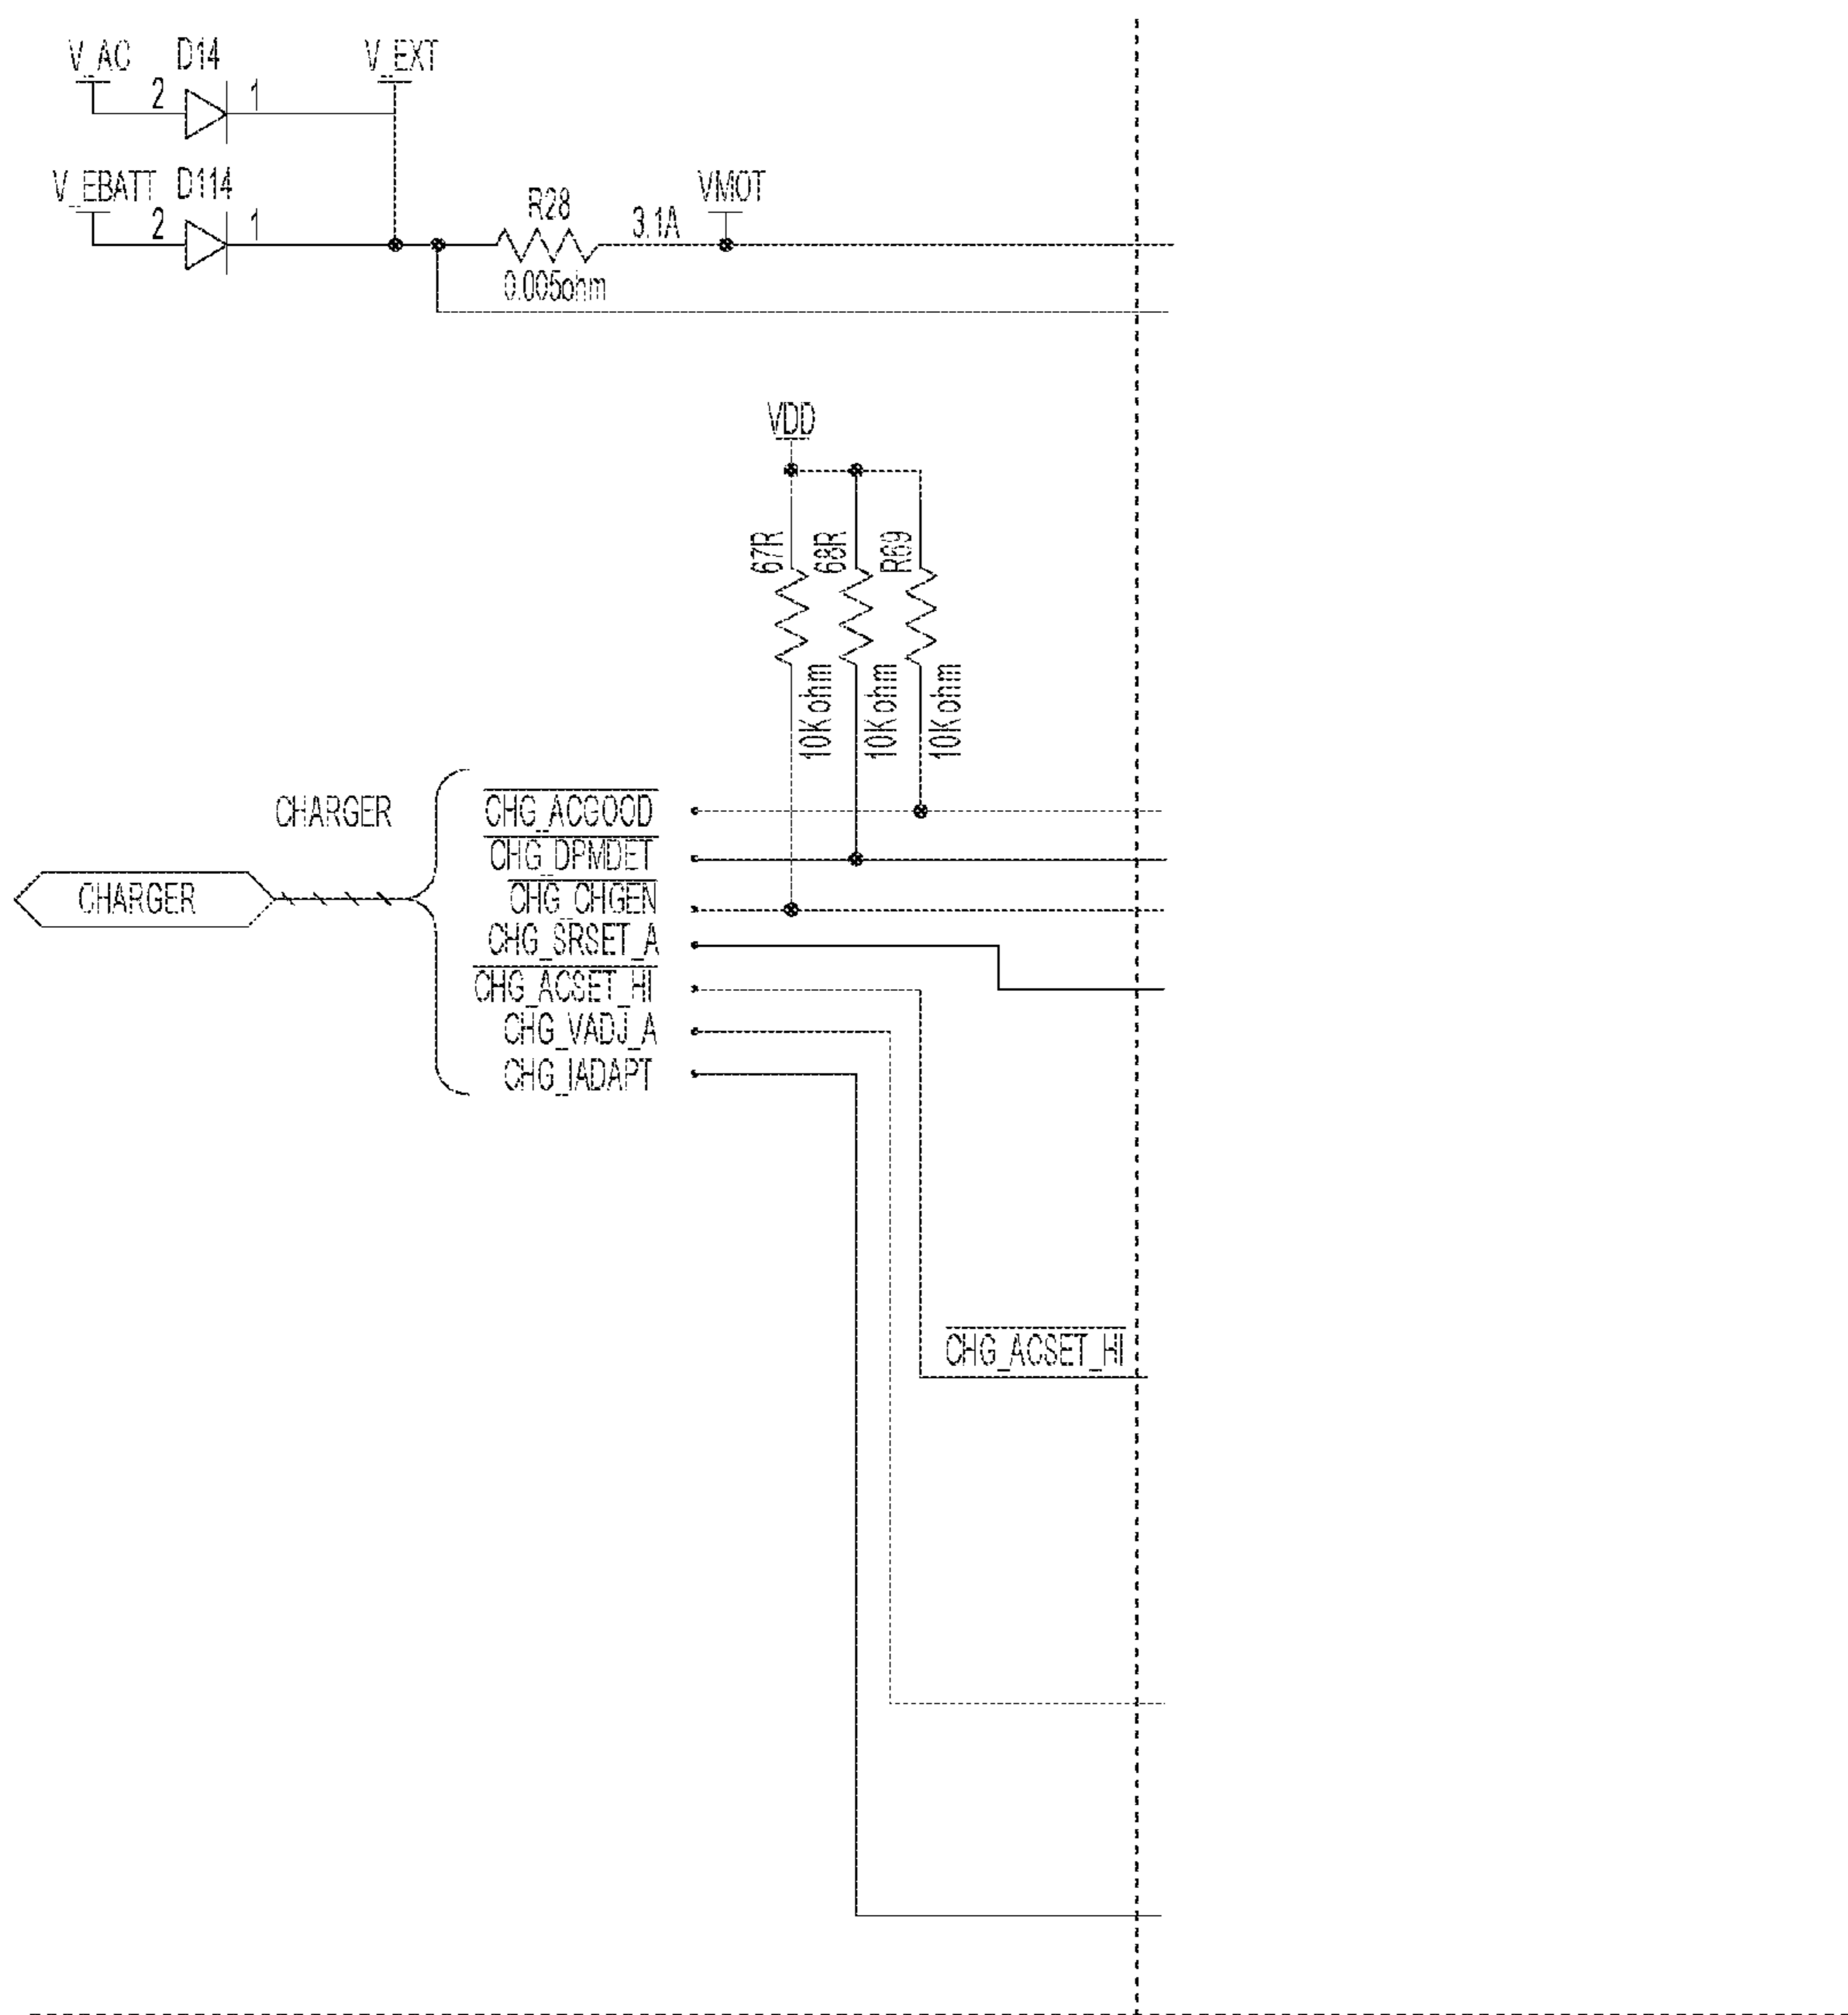 V_AC D14 V_EXT
2 1
V_EBATT D114
2 1
R28 3.1A VMOT
0.005ohm
VDD
67R 68R R69
10K ohm 10K ohm 10K ohm
CHARGER
CHARGER
CHG_ACGOOD
CHG_DPMDET
CHG_CHGEN
CHG_SRSET_A
CHG_ACSET_HI
CHG_VADJ_A
CHG_IADAPT
CHG_ACSET_HI